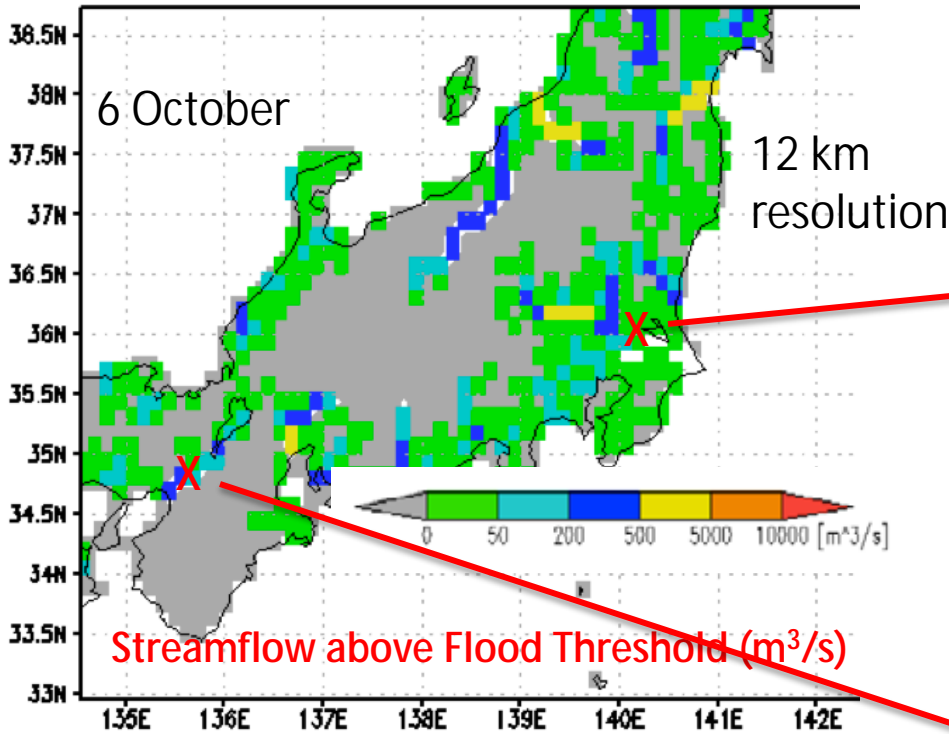 38.5N
38N
6 October
37.5N
12 km
resolution
37N
36.5N
36N
X
35.5N
35N
X
34.5N
0 50 200 500 5000 10000 [m^3/s]
34N
33.5N
Streamflow above Flood Threshold (m³/s)
33N
135E 136E 137E 138E 139E 140E 141E 142E